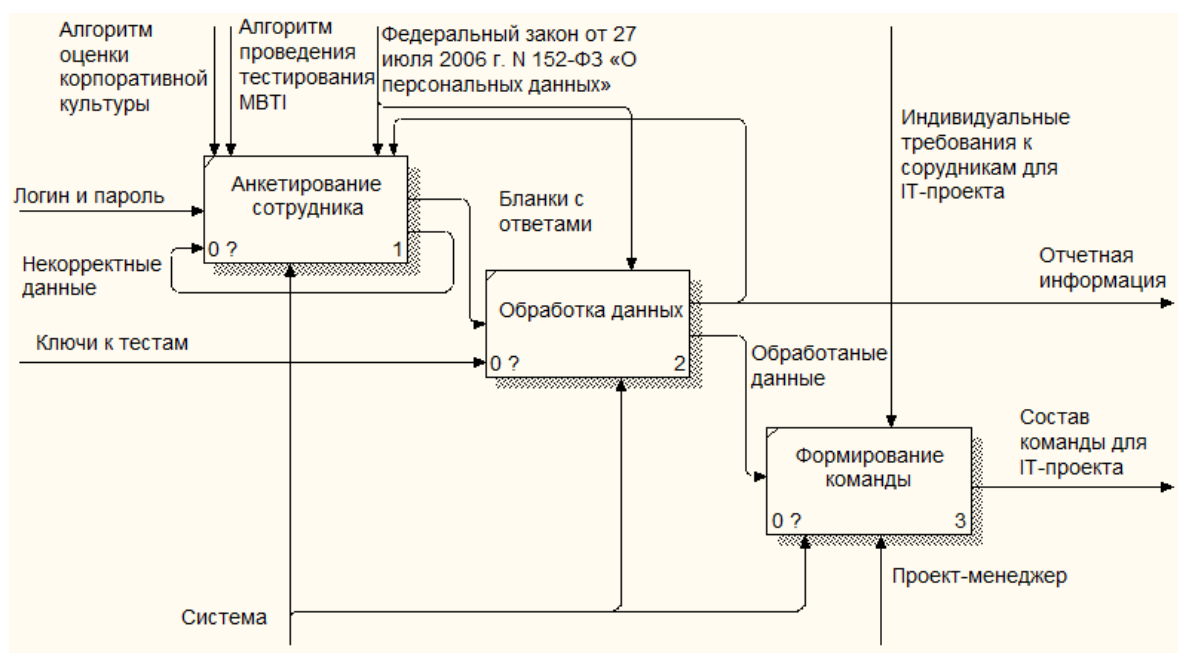 Алгоритм
оценки
корпоративной
культуры
Алгоритм
проведения
тестирования
MBTI
Федеральный закон от 27
июля 2006 г. N 152-ФЗ «О
персональных данных»
Индивидуальные
требования к
сорудникам для
IT-проекта
Логин и пароль
Анкетирование
сотрудника
0 ?
1
Бланки с
ответами
Некорректные
данные
Отчетная
информация
Обработка данных
0 ?
2
Ключи к тестам
Обработаные
данные
Состав
команды для
IT-проекта
Формирование
команды
0 ?
3
Проект-менеджер
Система